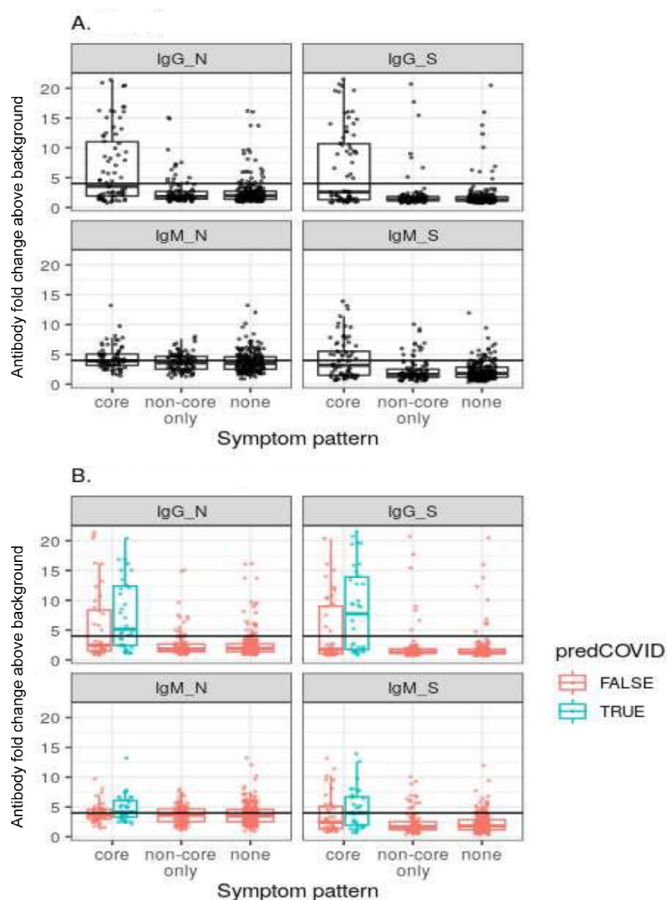 A.
IgG_N IgG_S
20
15
10
5
0
IgM_N IgM_S
20
15
10
5
0
Antibody fold change above background
core non-core only none core non-core only none
Symptom pattern
B.
IgG_N IgG_S
20
15
10
5
0
IgM_N IgM_S
20
15
10
5
0
Antibody fold change above background
core non-core only none core non-core only none
Symptom pattern
predCOVID
FALSE
TRUE